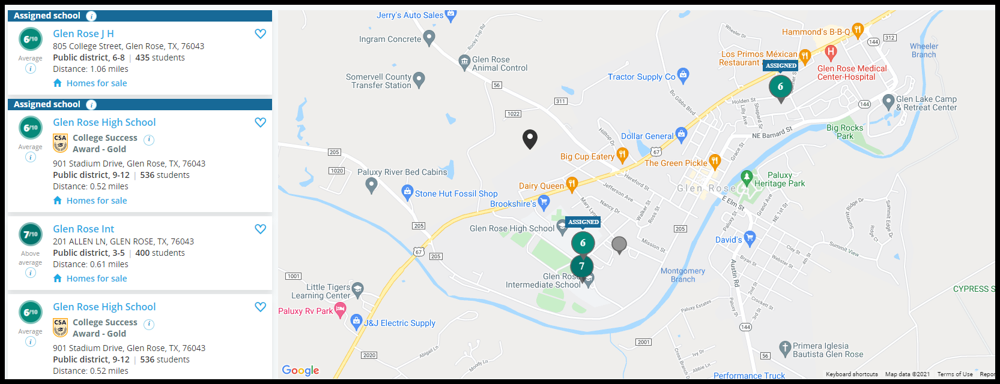 Assigned school i
6/10
Average
i
Glen Rose J H
805 College Street, Glen Rose, TX, 76043
Public district, 6-8 | 435 students
Distance: 1.06 miles
Homes for sale
Assigned school i
6/10
Average
i
Glen Rose High School
CSA
College Success
Award - Gold
i
901 Stadium Drive, Glen Rose, TX, 76043
Public district, 9-12 | 536 students
Distance: 0.52 miles
Homes for sale
7/10
Above
average
i
Glen Rose Int
201 ALLEN LN, GLEN ROSE, TX, 76043
Public district, 3-5 | 400 students
Distance: 0.61 miles
Homes for sale
6/10
Average
i
Glen Rose High School
CSA
College Success
Award - Gold
i
901 Stadium Drive, Glen Rose, TX, 76043
Public district, 9-12 | 536 students
Distance: 0.52 miles
Jerry's Auto Sales
Ingram Concrete
Rocky Top Rd
Glen Rose
Animal Control
Somervell County
Transfer Station
56
311
1022
Tractor Supply Co
Bo Gibbs Blvd
Wheeler Dr
Hammond's B-B-Q
144
312
Wheeler
Branch
Los Primos Méxican
Restaurant
ASSIGNED
6
H
Glen Rose Medical
Center-Hospital
Holden St
Lilly Ave
Shepard St
144
Glen Lake Camp
& Retreat Center
Big Rocks
Park
NE Barnard St
Grace St
Hilltop Dr
Dollar General
67
Big Cup Eatery
The Green Pickle
205
1020
Paluxy River Bed Cabins
Stone Hut Fossil Shop
Dairy Queen
Brookshire's
Hereford St
Jefferson Ave
Nancy Dr
Mary Lynn
Walker St
Ross St
Glen Rose
Paluxy
Heritage Park
E Elm St
Grand Ave
NE 1st St
Paluxy St
205
67
205
Glen Rose High School
ASSIGNED
6
7
Glen Rose
Intermediate School
Mission St
205
David's
Ridge Dr
Summit St
Summit Edge Dr
Ridge Ct
Summit View
Clay St
4th St
Webster St
Bryan St
Austin Rd
2nd St
Crockett St
3rd St
Paluxy St
Montgomery
Branch
Paluxy Estates
CYPRESS S
1001
Little Tigers
Learning Center
Paluxy Rv Park
J&J Electric Supply
2020
Abigail Ln
Moody Ln
2001
144
56
Ivy Dr
Cross Branch Dr
Abbie Ln
Primera Iglesia
Bautista Glen Rose
Performance Truck
Google
Keyboard shortcuts
Map data ©2021
Terms of Use
Repor